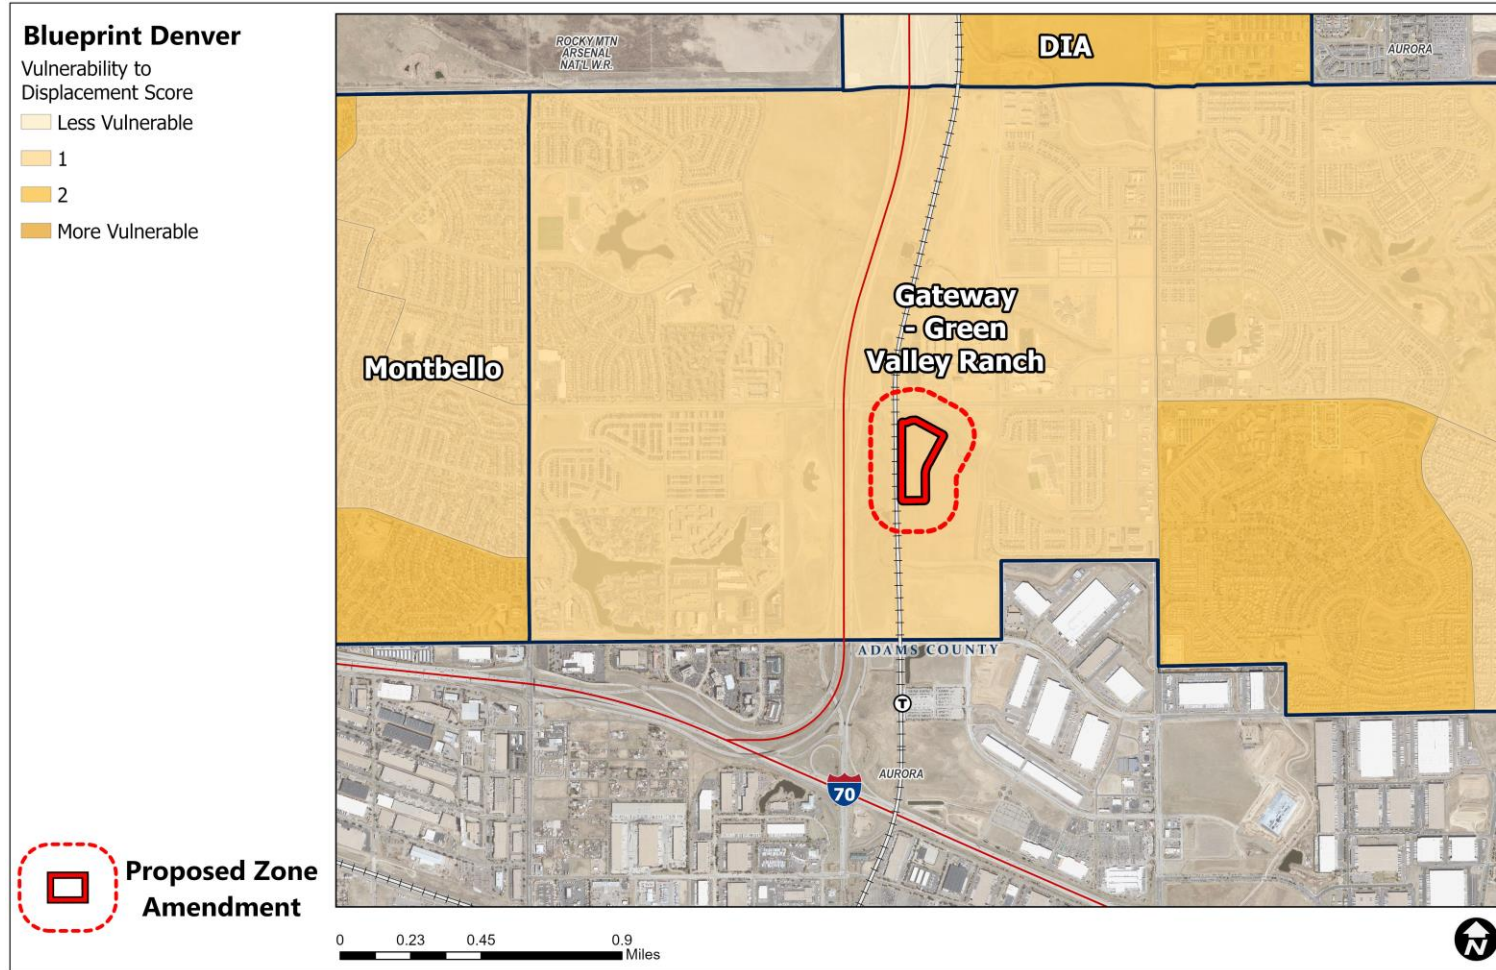 Blueprint Denver
Vulnerability to
Displacement Score
Less Vulnerable
1
2
More Vulnerable
ROCKY MTN
ARSENAL
NAT'L W.R.
DIA
AURORA
Gateway
- Green
Valley Ranch
Montbello
ADAMS COUNTY
T
AURORA
70
Proposed Zone
Amendment
0 0.23 0.45 0.9
Miles
N